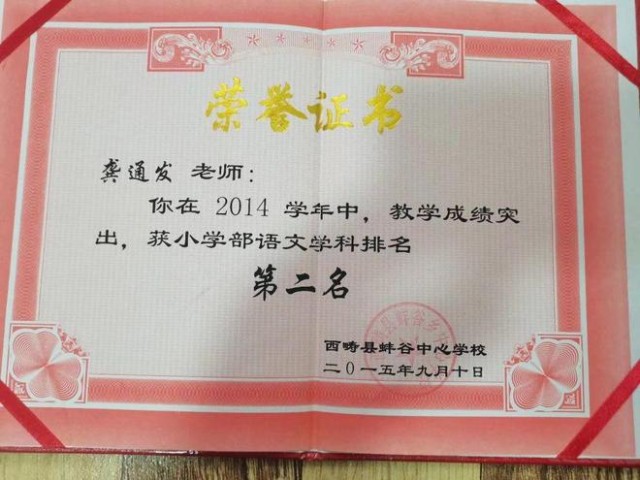 荣誉证书
龚通发 老师：
你在 2014 学年中，教学成绩突
出，获小学部语文学科排名
第二名
西畴县蚌谷中心学校
二〇一五年九月十日